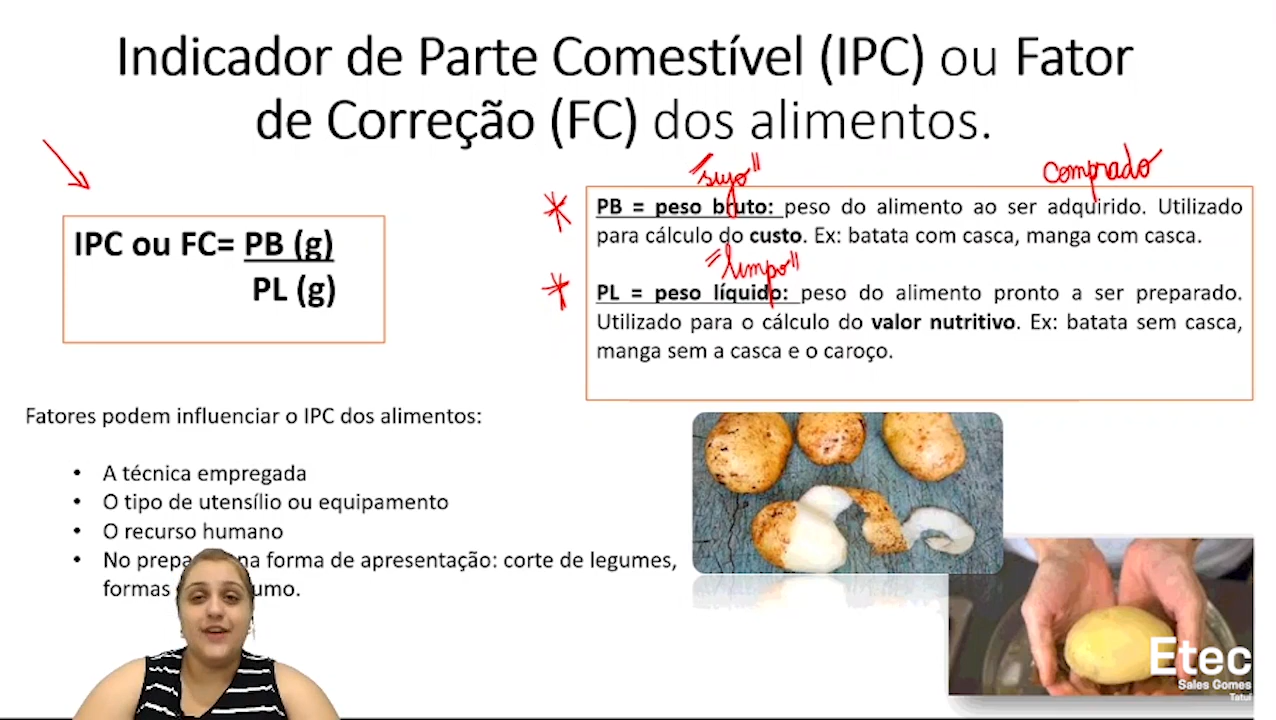 Indicador de Parte Comestível (IPC) ou Fator
de Correção (FC) dos alimentos.
IPC ou FC= PB (g)
PL (g)
"sujo"
comprado
PB = peso bruto: peso do alimento ao ser adquirido. Utilizado
para cálculo do custo. Ex: batata com casca, manga com casca.
"limpo"
PL = peso líquido: peso do alimento pronto a ser preparado.
Utilizado para o cálculo do valor nutritivo. Ex: batata sem casca,
manga sem a casca e o caroço.
Fatores podem influenciar o IPC dos alimentos:
• A técnica empregada
• O tipo de utensílio ou equipamento
• O recurso humano
• No na forma de apresentação: corte de legumes,
formas
Etec
Sales Gomes
Tatuí